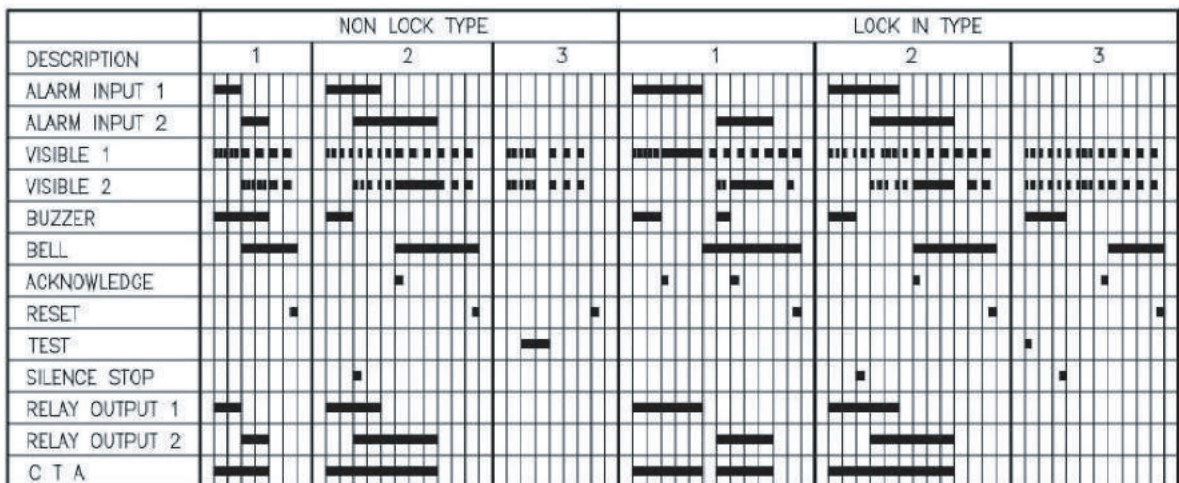 NON LOCK TYPE LOCK IN TYPE
DESCRIPTION 1 2 3 1 2 3
ALARM INPUT 1
ALARM INPUT 2
VISIBLE 1
VISIBLE 2
BUZZER
BELL
ACKNOWLEDGE
RESET
TEST
SILENCE STOP
RELAY OUTPUT 1
RELAY OUTPUT 2
C T A